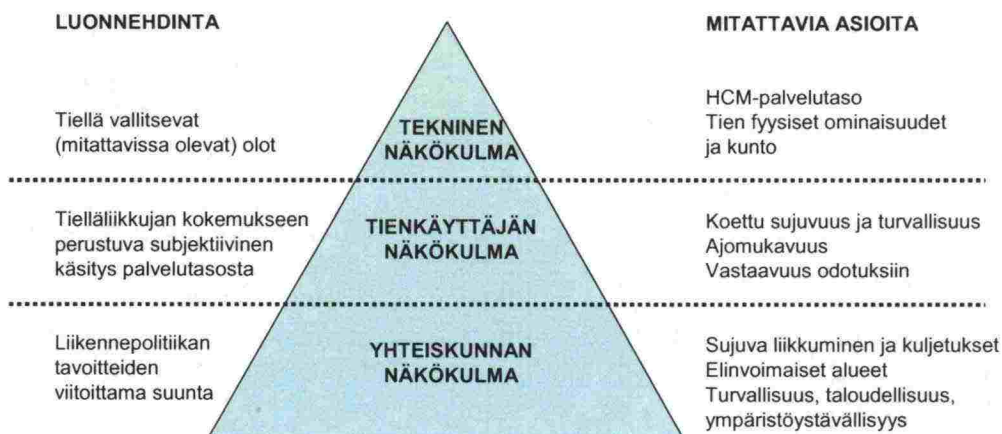 LUONNEHDINTA
MITATTAVIA ASIOITA
Tiellä vallitsevat
(mitattavissa olevat) olot
TEKNINEN
NÄKÖKULMA
HCM-palvelutaso
Tien fyysiset ominaisuudet
ja kunto
Tielläliikkujan kokemukseen
perustuva subjektiivinen
käsitys palvelutasosta
TIENKÄYTTÄJÄN
NÄKÖKULMA
Koettu sujuvuus ja turvallisuus
Ajomukavuus
Vastaavuus odotuksiin
Liikennepolitiikan
tavoitteiden
viitoittama suunta
YHTEISKUNNAN
NÄKÖKULMA
Sujuva liikkuminen ja kuljetukset
Elinvoimaiset alueet
Turvallisuus, taloudellisuus,
ympäristöystävällisyys